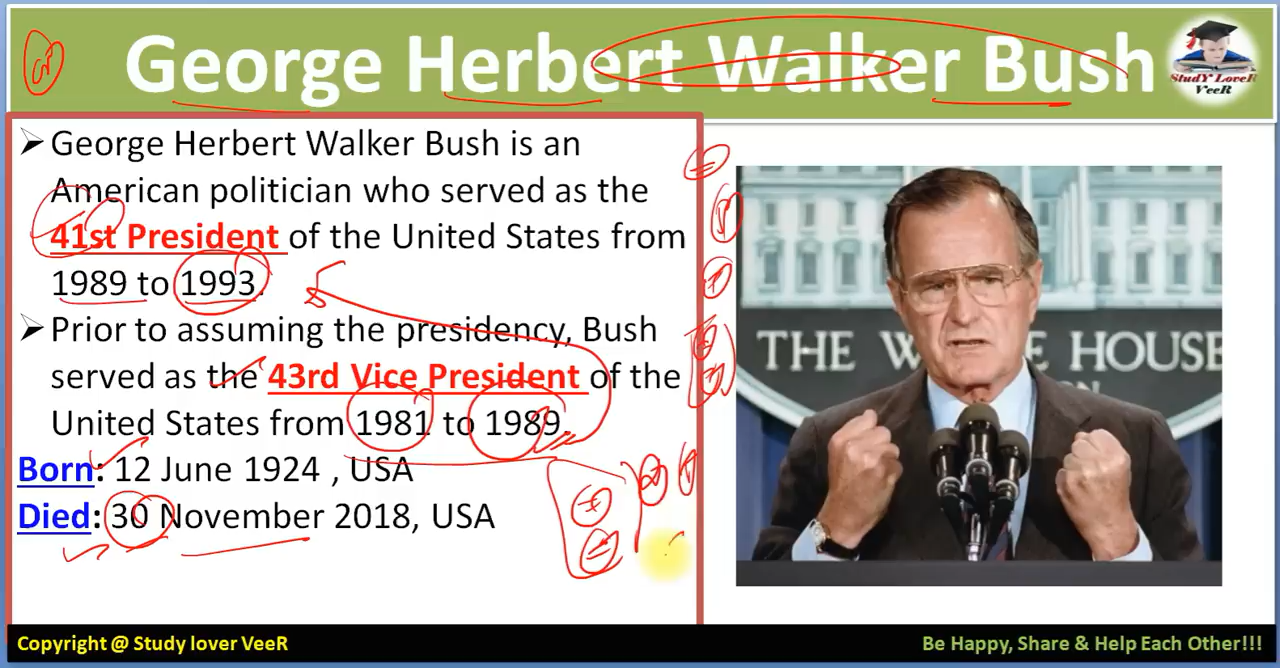 George Herbert Walker Bush
StudY LoveR
VeeR
➢George Herbert Walker Bush is an
American politician who served as the
41st President of the United States from
1989 to 1993.
➢Prior to assuming the presidency, Bush
served as the 43rd Vice President of the
United States from 1981 to 1989.
Born: 12 June 1924 , USA
Died: 30 November 2018, USA
THE W E HOUSE
ON
Copyright @ Study lover VeeR
Be Happy, Share & Help Each Other!!!